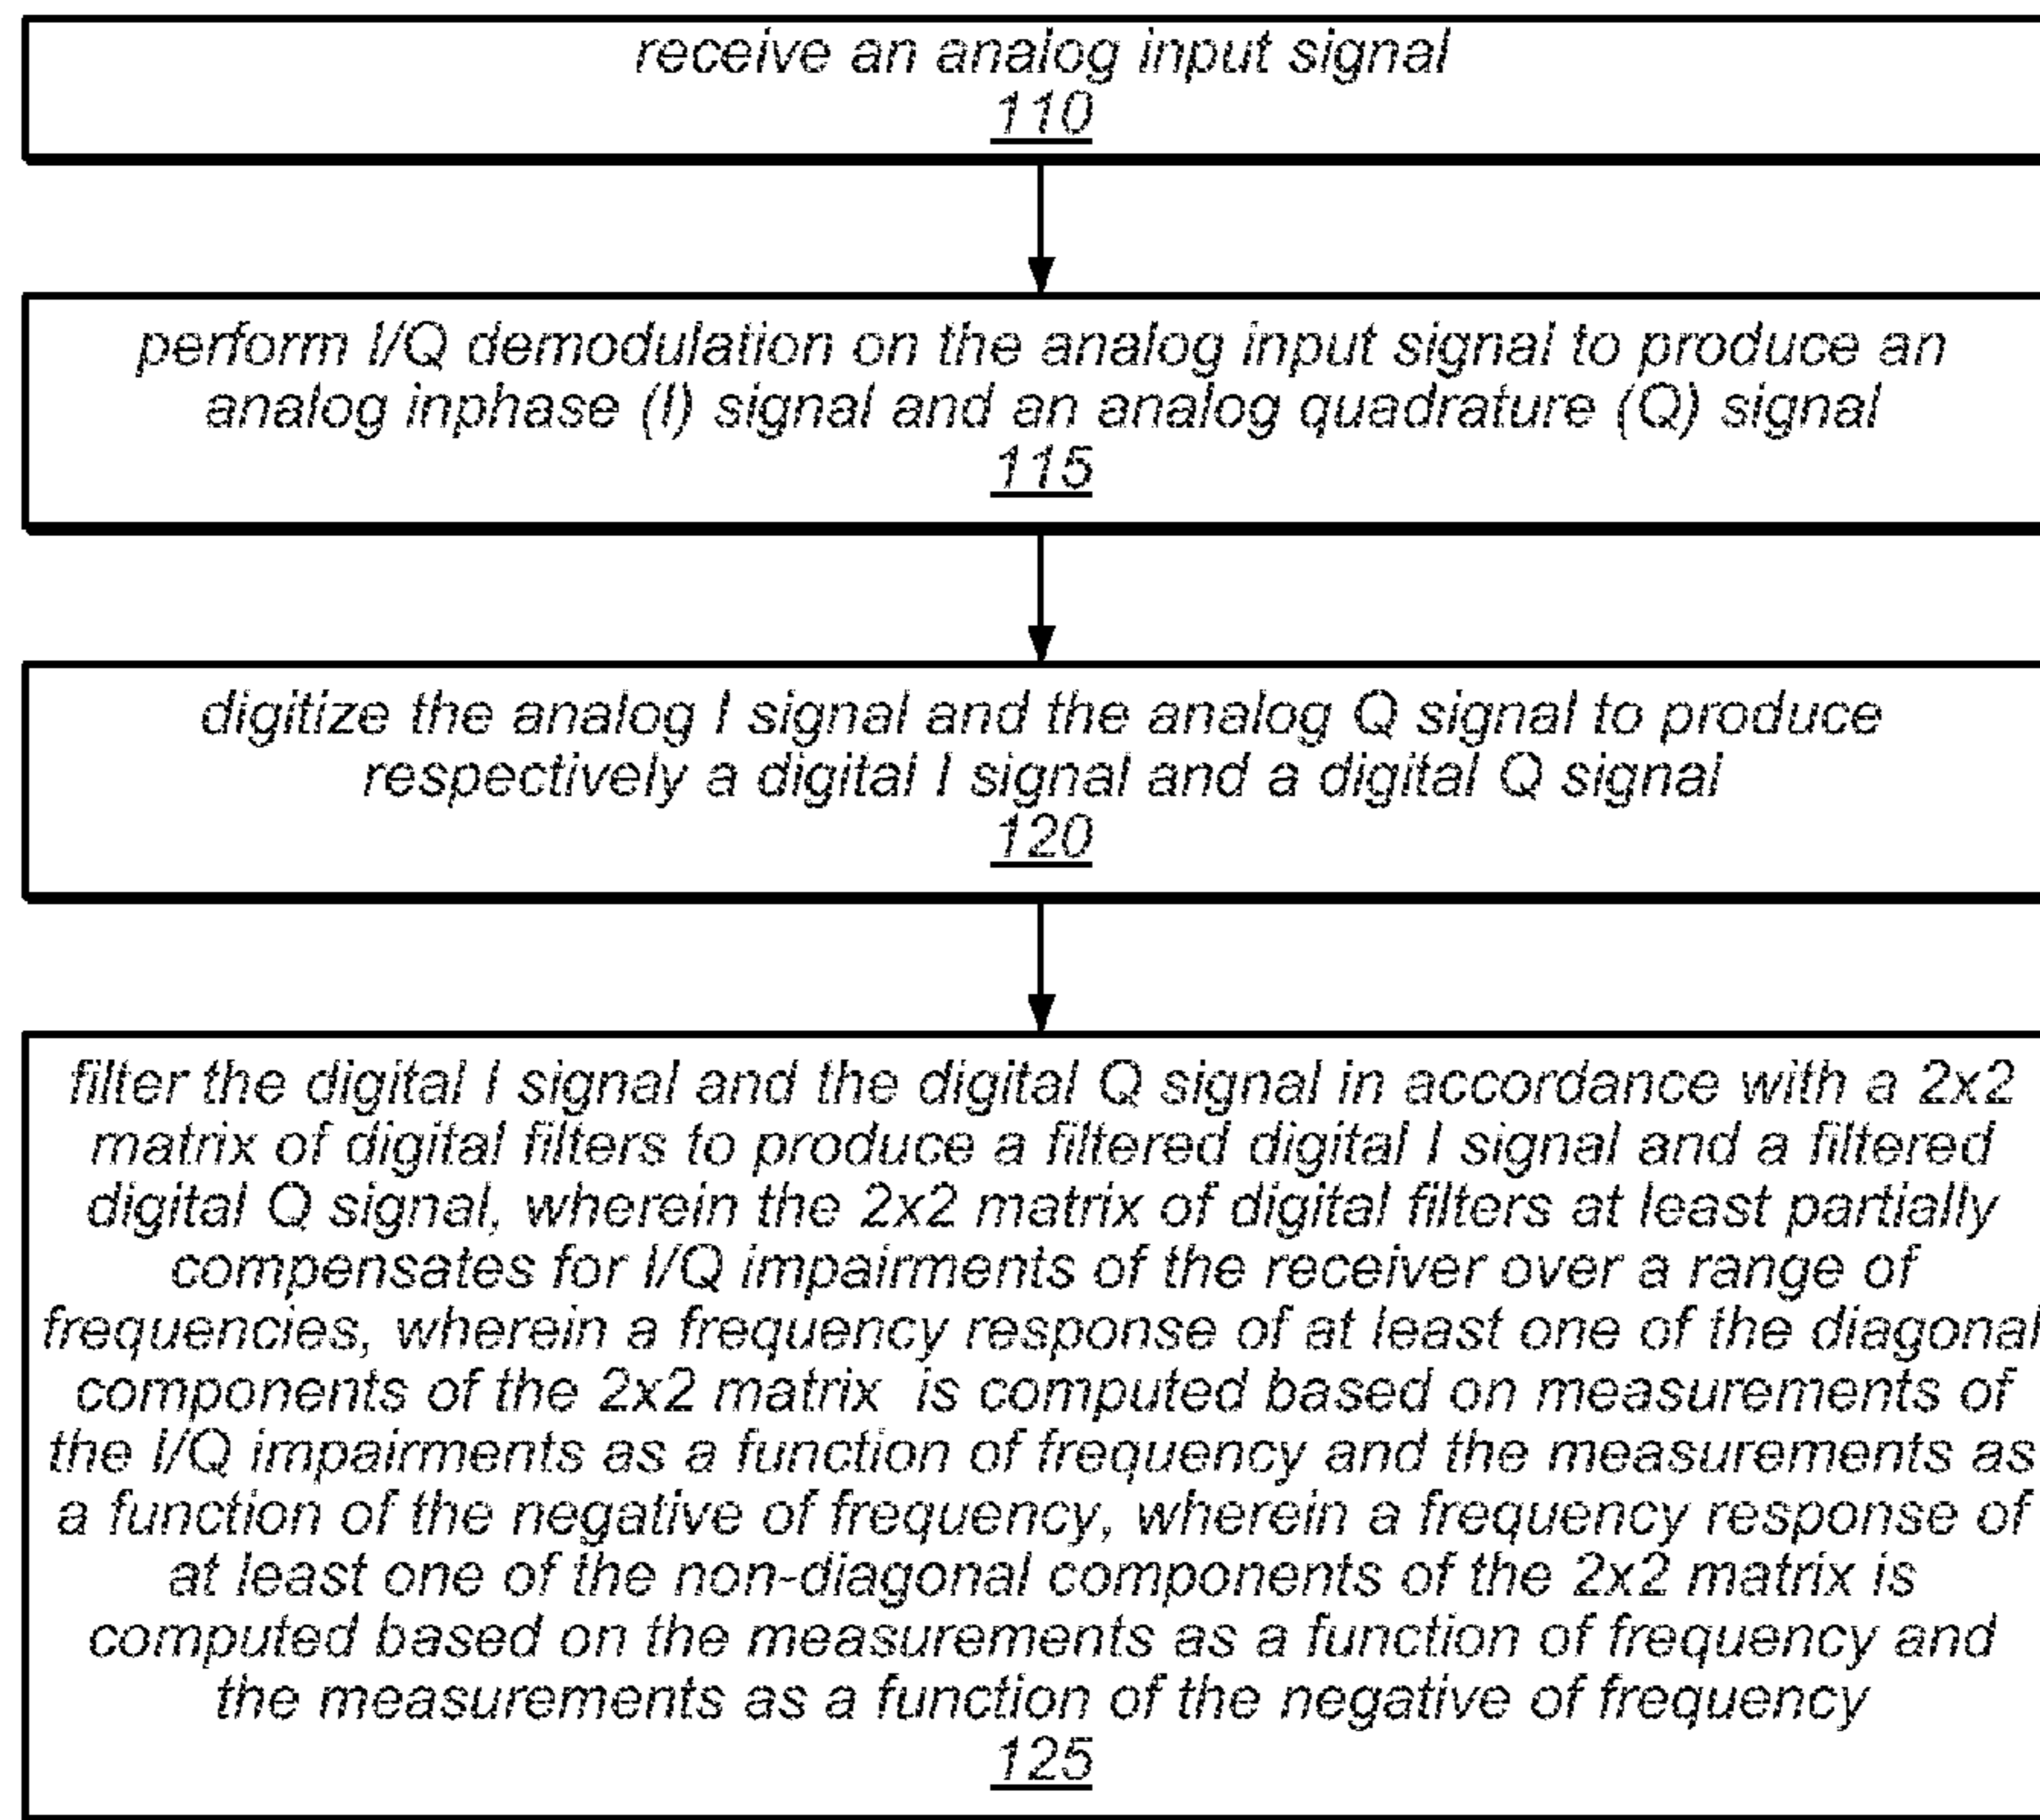 receive an analog input signal
110
perform I/Q demodulation on the analog input signal to produce an
analog inphase (I) signal and an analog quadrature (Q) signal
115
digitize the analog I signal and the analog Q signal to produce
respectively a digital I signal and a digital Q signal
120
filter the digital I signal and the digital Q signal in accordance with a 2x2
matrix of digital filters to produce a filtered digital I signal and a filtered
digital Q signal, wherein the 2x2 matrix of digital filters at least partially
compensates for I/Q impairments of the receiver over a range of
frequencies, wherein a frequency response of at least one of the diagonal
components of the 2x2 matrix is computed based on measurements of
the I/Q impairments as a function of frequency and the measurements as
a function of the negative of frequency, wherein a frequency response of
at least one of the non-diagonal components of the 2x2 matrix is
computed based on the measurements as a function of frequency and
the measurements as a function of the negative of frequency
125